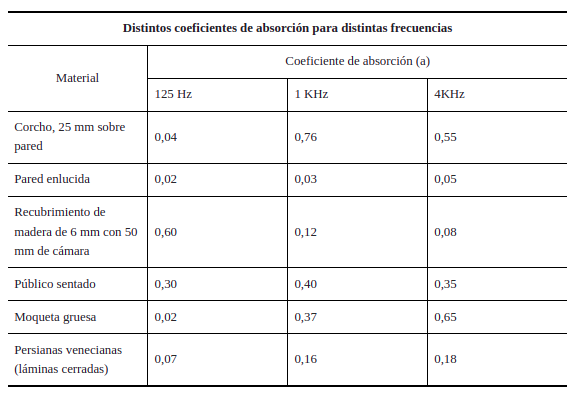 Distintos coeficientes de absorción para distintas frecuencias
Material
Coeficiente de absorción (a)
125 Hz
1 KHz
4KHz
Corcho, 25 mm sobre
pared
0,04
0,76
0,55
Pared enlucida
0,02
0,03
0,05
Recubrimiento de
madera de 6 mm con 50
mm de cámara
0,60
0,12
0,08
Público sentado
0,30
0,40
0,35
Moqueta gruesa
0,02
0,37
0,65
Persianas venecianas
(láminas cerradas)
0,07
0,16
0,18